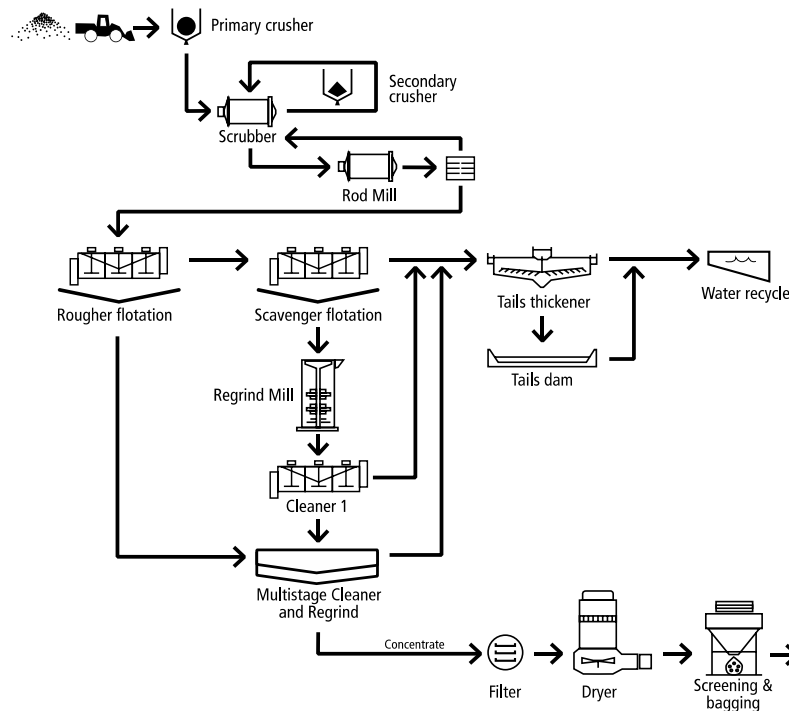 Primary crusher
Secondary
crusher
Scrubber
Rod Mill
Rougher flotation
Scavenger flotation
Tails thickener
Water recycle
Tails dam
Regrind Mill
Cleaner 1
Multistage Cleaner
and Regrind
Concentrate
Filter
Dryer
Screening &
bagging